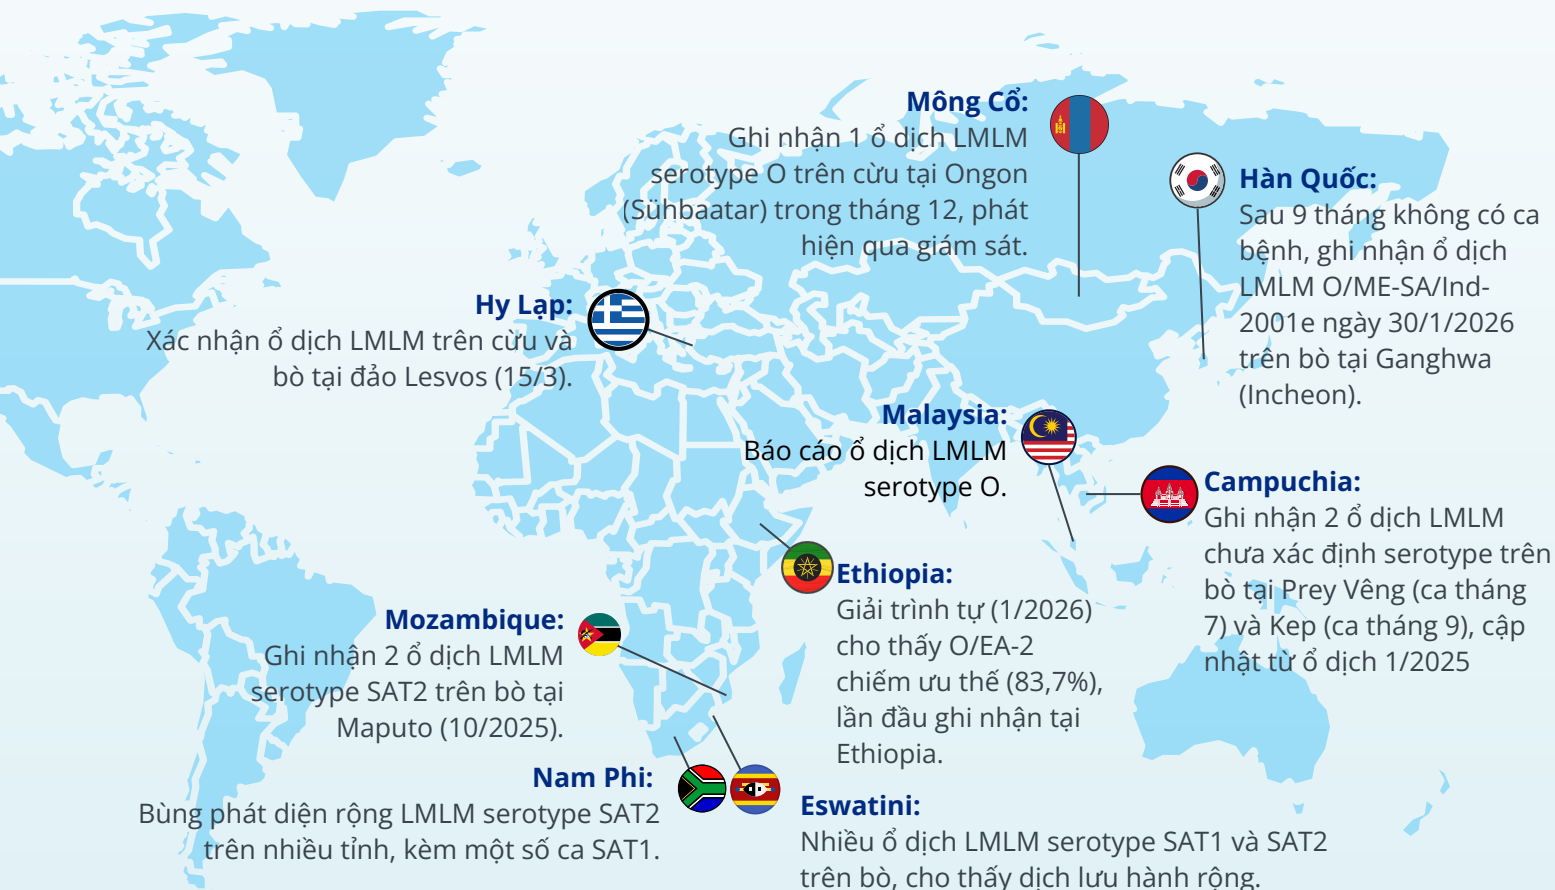 Mông Cổ:
Ghi nhận 1 ổ dịch LMLM
serotype O trên cừu tại Ongon
(Sühbaatar) trong tháng 12, phát
hiện qua giám sát.
Hàn Quốc:
Sau 9 tháng không có ca
bệnh, ghi nhận ổ dịch
LMLM O/ME-SA/Ind-
2001e ngày 30/1/2026
trên bò tại Ganghwa
(Incheon).
Hy Lạp:
Xác nhận ổ dịch LMLM trên cừu và
bò tại đảo Lesvos (15/3).
Malaysia:
Báo cáo ổ dịch LMLM
serotype O.
Campuchia:
Ghi nhận 2 ổ dịch LMLM
chưa xác định serotype trên
bò tại Prey Vêng (ca tháng
7) và Kep (ca tháng 9), cập
nhật từ ổ dịch 1/2025
Ethiopia:
Giải trình tự (1/2026)
cho thấy O/EA-2
chiếm ưu thế (83,7%),
lần đầu ghi nhận tại
Ethiopia.
Mozambique:
Ghi nhận 2 ổ dịch LMLM
serotype SAT2 trên bò tại
Maputo (10/2025).
Nam Phi:
Bùng phát diện rộng LMLM serotype SAT2
trên nhiều tỉnh, kèm một số ca SAT1.
Eswatini:
Nhiều ổ dịch LMLM serotype SAT1 và SAT2
trên bò, cho thấy dịch lưu hành rộng.